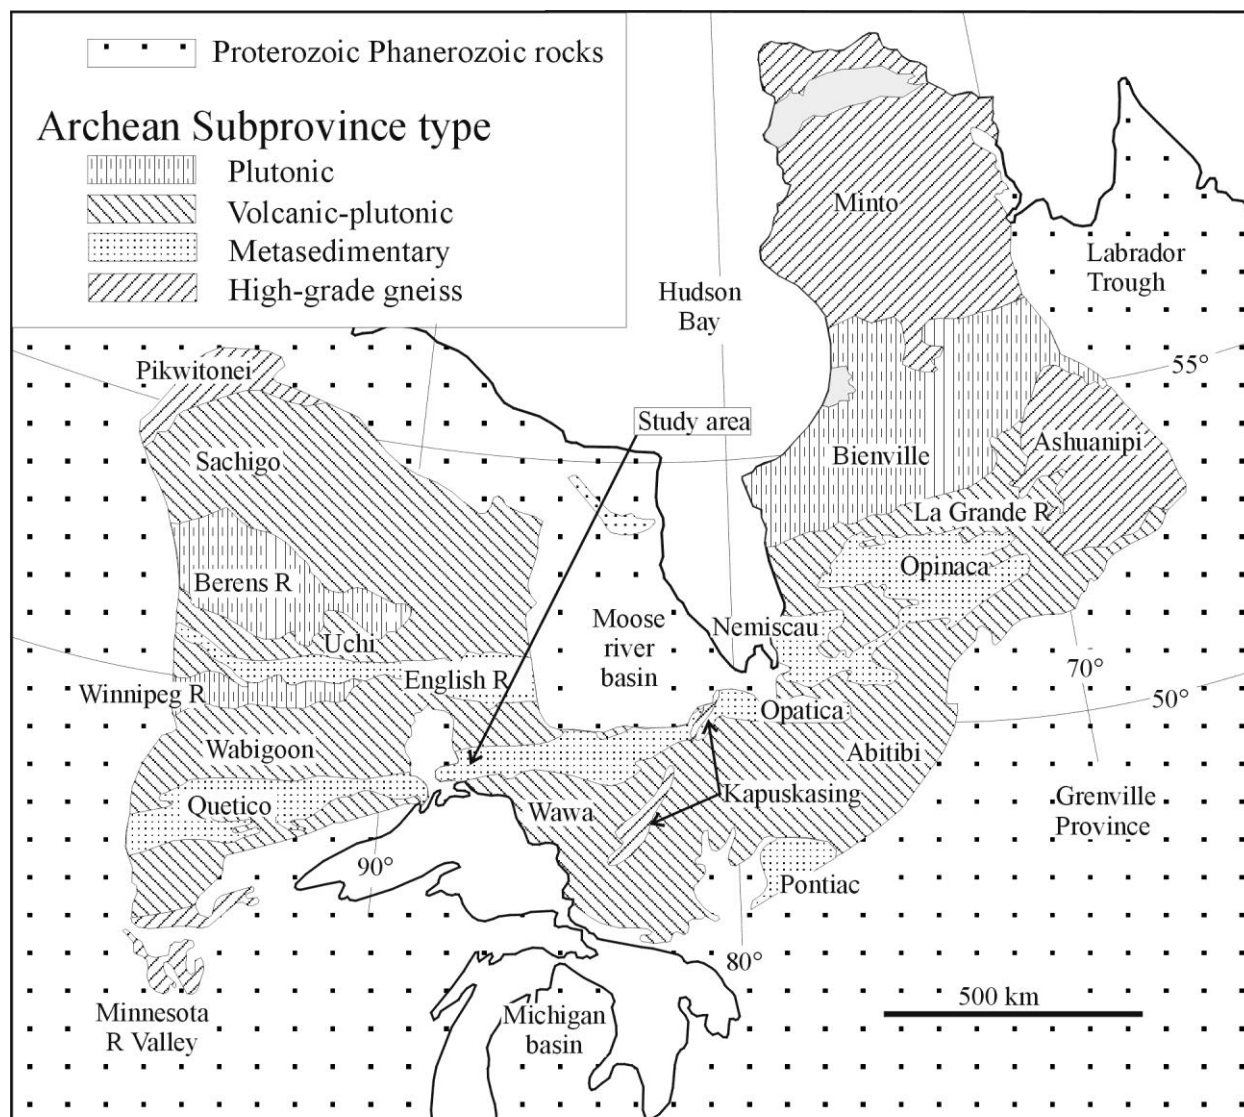 Proterozoic Phanerozoic rocks
Archean Subprovince type
Plutonic
Volcanic-plutonic
Metasedimentary
High-grade gneiss
Minto
Labrador
Trough
Hudson
Bay
55°
Pikwitonei
Study area
Sachigo
Bienville
Ashuanipi
La Grande R
Opinaca
Berens R
Uchi
Moose
river
basin
Nemiscau
70°
50°
Winnipeg R
English R
Opatica
Wabigoon
Abitibi
Quetico
Wawa
Kapuskasing
Grenville
Province
90°
Pontiac
80°
Minnesota
R Valley
Michigan
basin
500 km